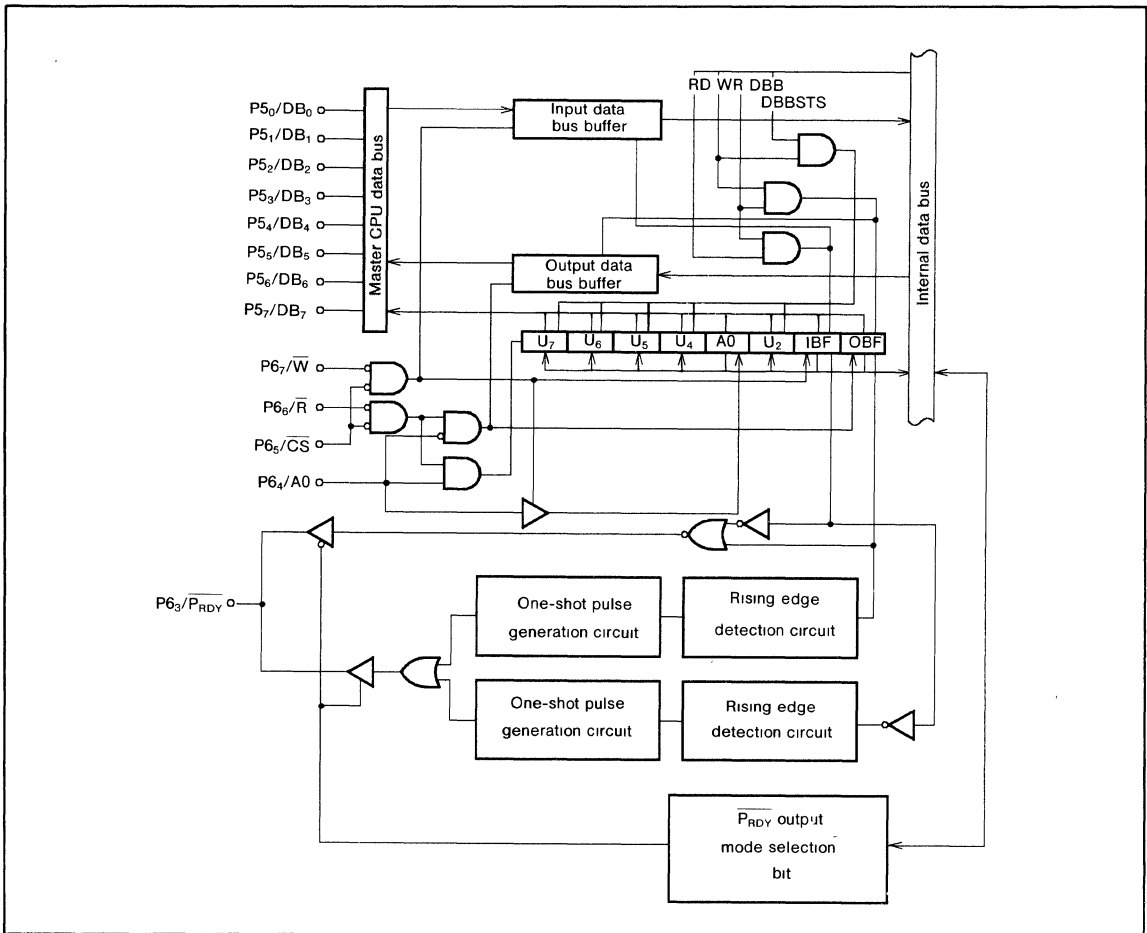 RD WR DBB
DBBSTS
P5₀/DB₀
P5₁/DB₁
P5₂/DB₂
P5₃/DB₃
P5₄/DB₄
P5₅/DB₅
P5₆/DB₆
P5₇/DB₇
Master CPU data bus
Input data
bus buffer
Output data
bus buffer
Internal data bus
U₇ U₆ U₅ U₄ A0 U₂ IBF OBF
P6₇/W̅
P6₆/R̅
P6₅/C̅S̅
P6₄/A0
P6₃/P̅R̅D̅Y̅
One-shot pulse
generation circuit
Rising edge
detection circuit
One-shot pulse
generation circuit
Rising edge
detection circuit
P̅R̅D̅Y̅ output
mode selection
bit